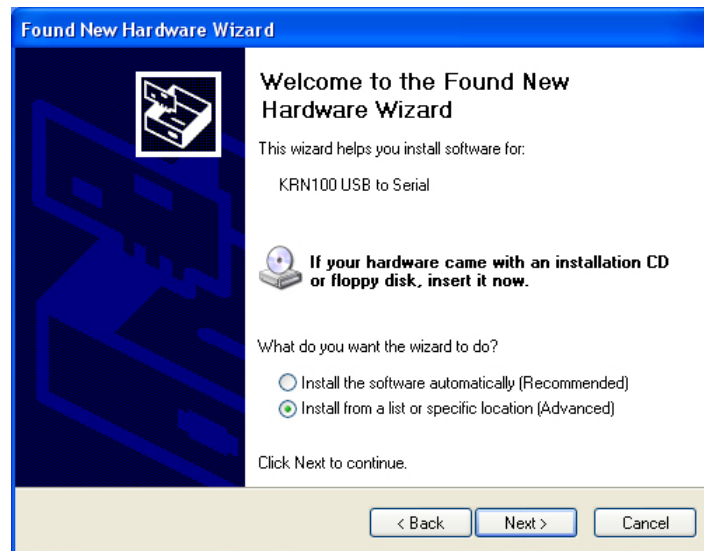 Found New Hardware Wizard
Welcome to the Found New
Hardware Wizard
This wizard helps you install software for:
KRN100 USB to Serial
If your hardware came with an installation CD
or floppy disk, insert it now.
What do you want the wizard to do?
Install the software automatically (Recommended)
Install from a list or specific location (Advanced)
Click Next to continue.
< Back
Next >
Cancel